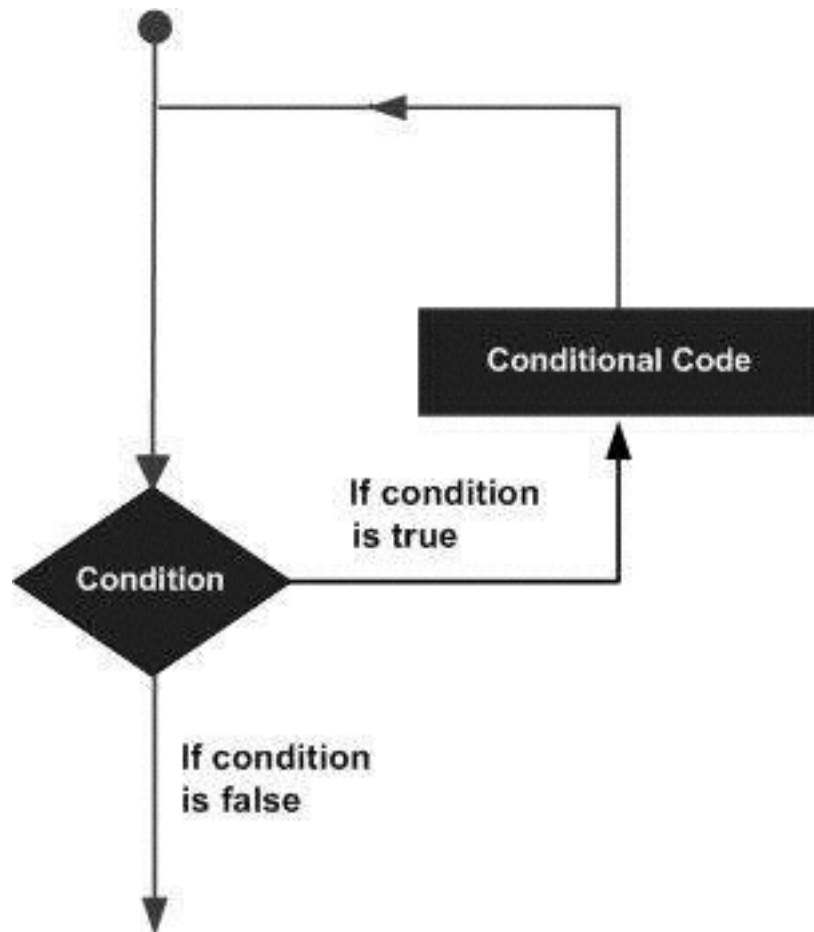 Conditional Code
If condition
is true
Condition
If condition
is false